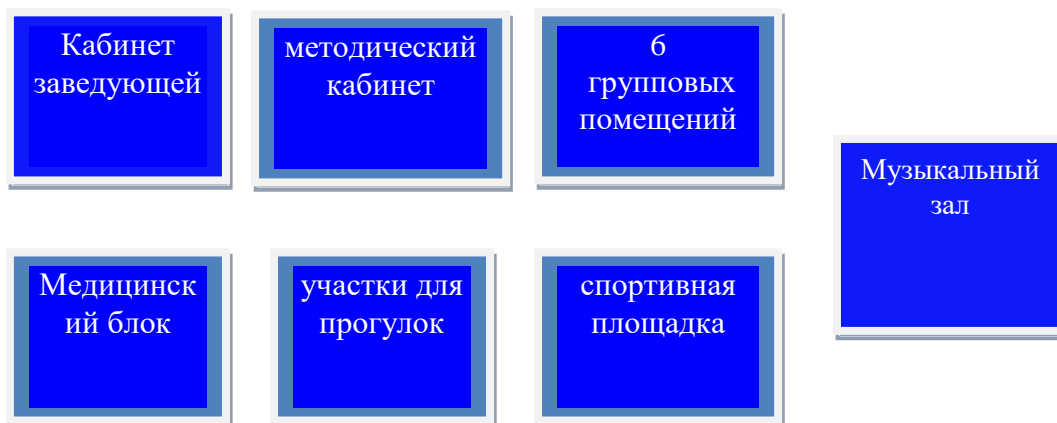 Кабинет
заведующей
методический
кабинет
6
групповых
помещений
Музыкальный
зал
Медицинск
ий блок
участки для
прогулок
спортивная
площадка